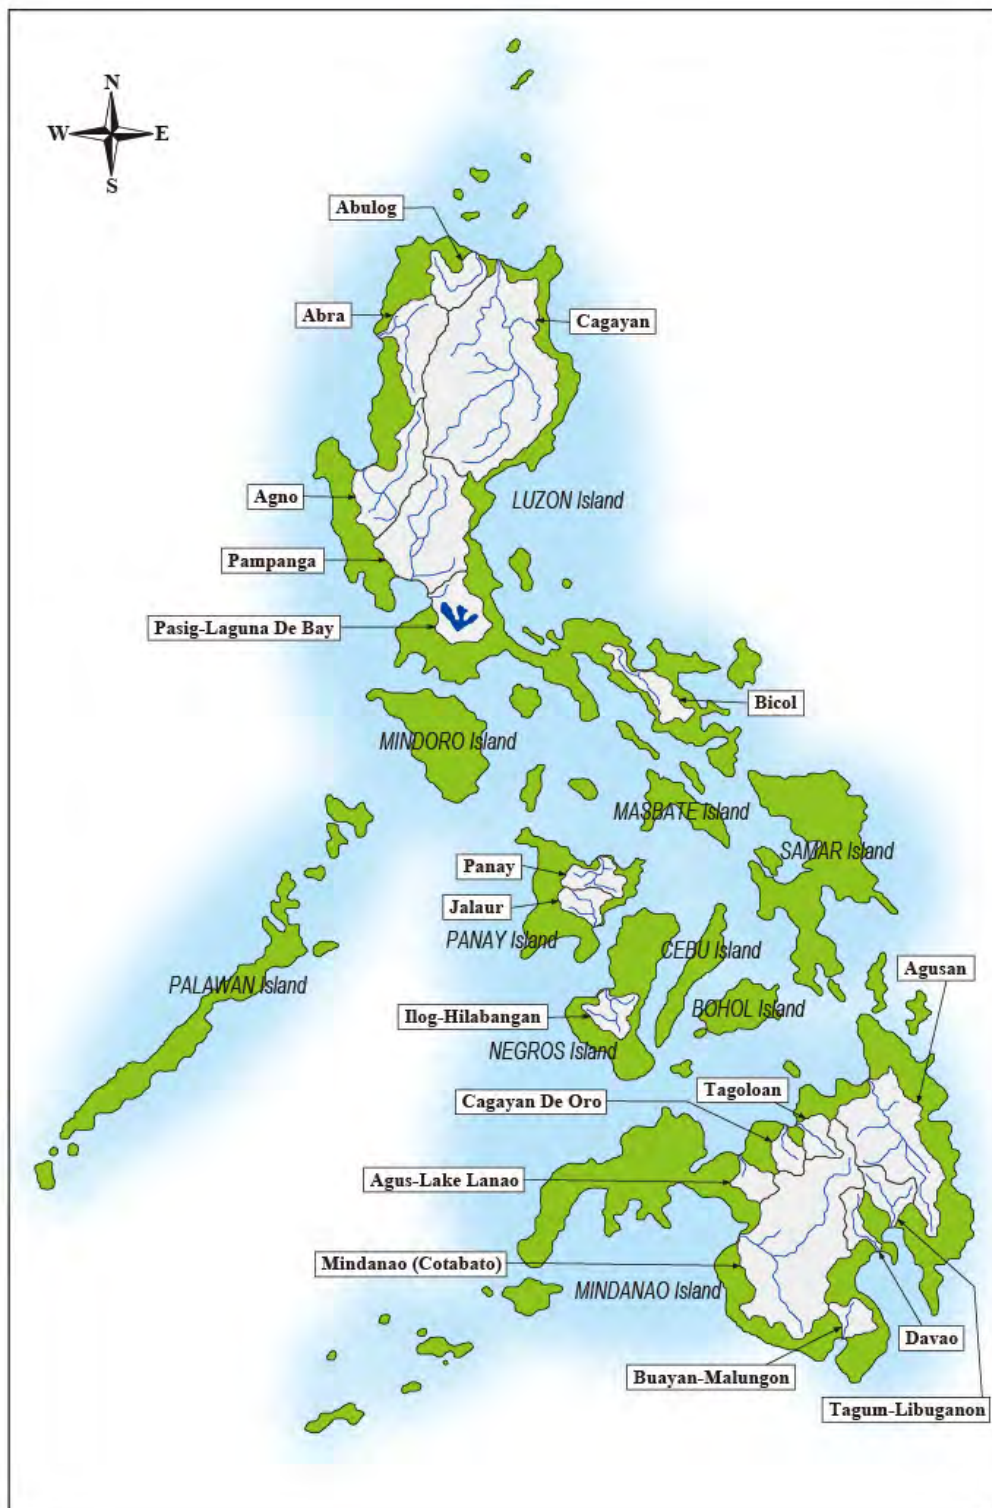 N
W E
S
Abulog
Abra
Cagayan
Agno
LUZON Island
Pampanga
Pasig-Laguna De Bay
Bicol
MINDORO Island
MASBATE Island
SAMAR Island
Panay
Jalaur
PANAY Island
CEBU Island
Agusan
PALAWAN Island
BOHOL Island
Ilog-Hilabangan
NEGROS Island
Tagoloan
Cagayan De Oro
Agus-Lake Lanao
Mindanao (Cotabato)
MINDANAO Island
Davao
Buayan-Malungon
Tagum-Libuganon